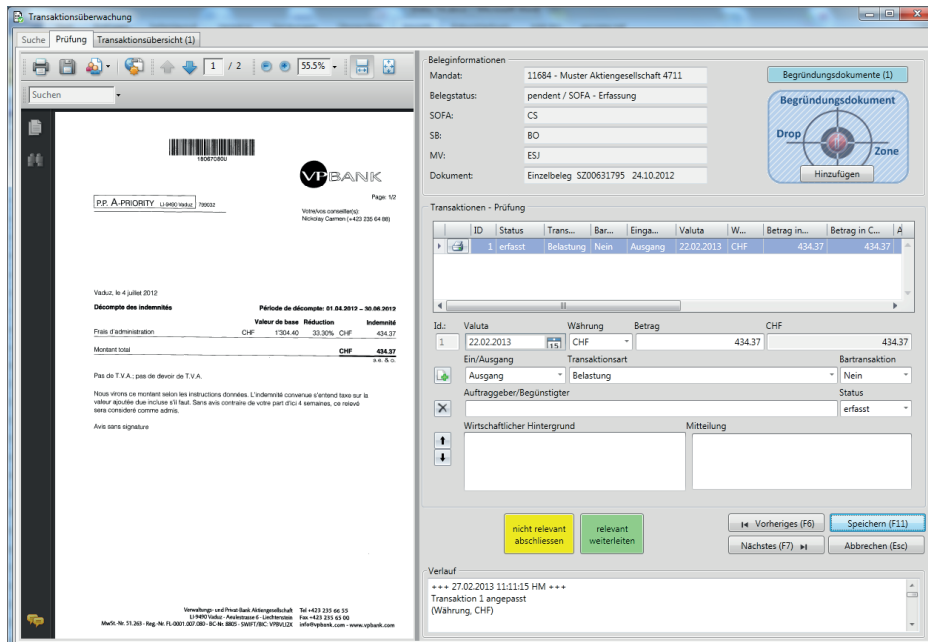 Transaktionsüberwachung
Suche Prüfung Transaktionsübersicht (1)
1 / 2 55.5%
Suchen
18067080U
VPBANK
Page: 1/2
P.P. A-PRIORITY LI-9490 Vaduz 799032
Votre/vos conseiller(s):
Nickolay Carmen (+423 235 64 88)
Vaduz, le 4 juillet 2012
Décompte des indemnités Période de décompte: 01.04.2012 – 30.06.2012
Valeur de base Réduction Indemnité
Frais d'administration CHF 1'304.40 33.30% CHF 434.37
Montant total CHF 434.37
s.e. & o.
Pas de T.V.A.; pas de devoir de T.V.A.
Nous virons ce montant selon les instructions données. L'indemnité convenue s'entend taxe sur la
valeur ajoutée due incluse s'il faut. Sans avis contraire de votre part d'ici 4 semaines, ce relevé
sera considéré comme admis.
Avis sans signature
Verwaltungs- und Privat-Bank Aktiengesellschaft Tel +423 235 66 55
LI-9490 Vaduz - Aeulestrasse 6 - Liechtenstein Fax +423 235 65 00
MwSt.-Nr. 51.263 - Reg.-Nr. FL-0001.007.080 - BC-Nr. 8805 - SWIFT/BIC: VPBVLI2X info@vpbank.com - www.vpbank.com
Beleginformationen
Mandat: 11684 - Muster Aktiengesellschaft 4711
Belegstatus: pendent / SOFA - Erfassung
SOFA: CS
SB: BO
MV: ESJ
Dokument: Einzelbeleg SZ00631795 24.10.2012
Begründungsdokumente (1)
Begründungsdokument
Drop
Zone
Hinzufügen
Transaktionen - Prüfung
ID Status Trans... Bar... Einga... Valuta W... Betrag in... Betrag in C... A
1 erfasst Belastung Nein Ausgang 22.02.2013 CHF 434.37 434.37
Id.: Valuta Währung Betrag CHF
1 22.02.2013 15 CHF 434.37 434.37
Ein/Ausgang Transaktionsart Bartransaktion
Ausgang Belastung Nein
Auftraggeber/Begünstigter Status
erfasst
Wirtschaftlicher Hintergrund Mitteilung
nicht relevant
abschliessen
relevant
weiterleiten
Vorheriges (F6) Speichern (F11)
Nächstes (F7) Abbrechen (Esc)
Verlauf
+++ 27.02.2013 11:11:15 HM +++
Transaktion 1 angepasst
(Währung, CHF)